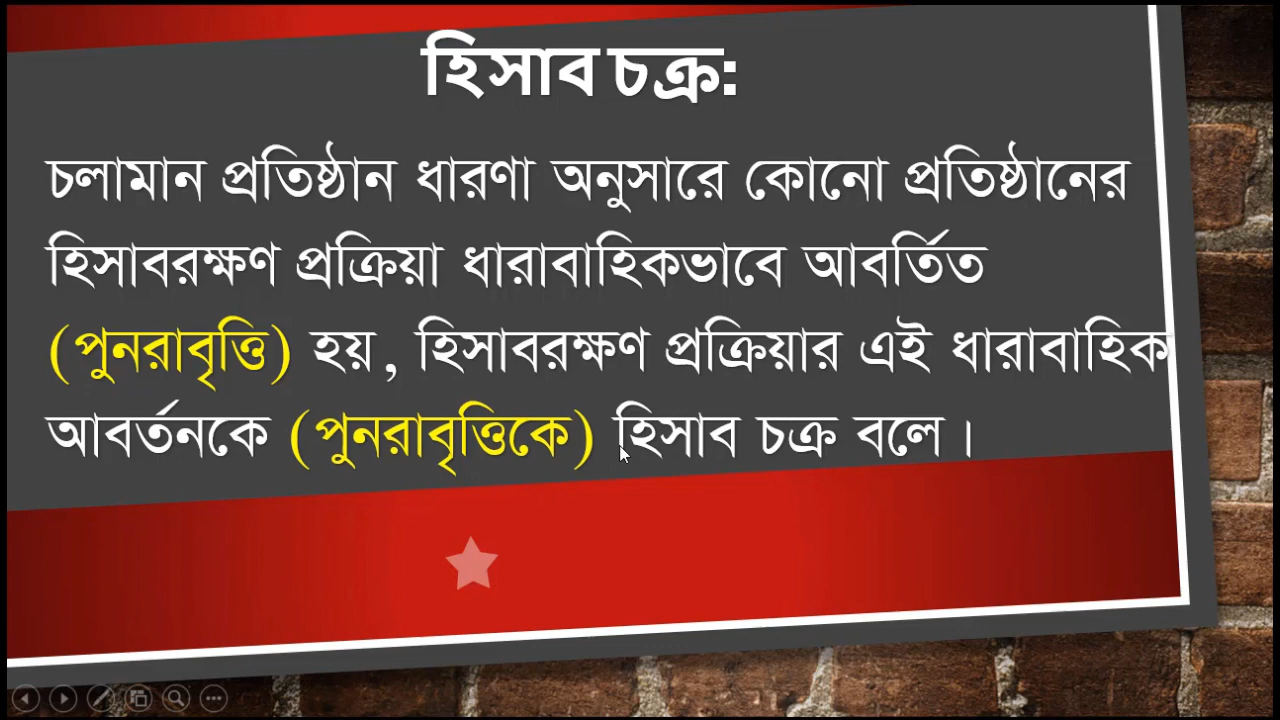 হিসাব চক্র:
চলামান প্রতিষ্ঠান ধারণা অনুসারে কোনো প্রতিষ্ঠানের
হিসাবরক্ষণ প্রক্রিয়া ধারাবাহিকভাবে আবর্তিত
(পুনরাবৃত্তি) হয়, হিসাবরক্ষণ প্রক্রিয়ার এই ধারাবাহিক
আবর্তনকে (পুনরাবৃত্তিকে) হিসাব চক্র বলে।